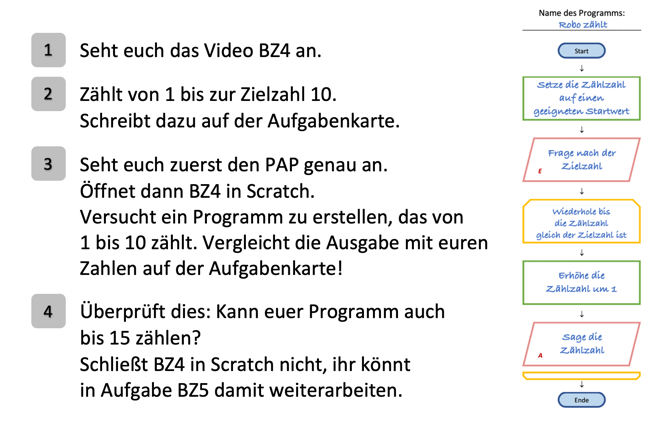 1 Seht euch das Video BZ4 an.
2 Zählt von 1 bis zur Zielzahl 10.
Schreibt dazu auf der Aufgabenkarte.
3 Seht euch zuerst den PAP genau an.
Öffnet dann BZ4 in Scratch.
Versucht ein Programm zu erstellen, das von
1 bis 10 zählt. Vergleicht die Ausgabe mit euren
Zahlen auf der Aufgabenkarte!
4 Überprüft dies: Kann euer Programm auch
bis 15 zählen?
Schließt BZ4 in Scratch nicht, ihr könnt
in Aufgabe BZ5 damit weiterarbeiten.
Name des Programms:
Robo zählt
Start
Setze die Zählzahl
auf einen
geeigneten Startwert
Frage nach der
Zielzahl
E
Wiederhole bis
die Zählzahl
gleich der Zielzahl ist
Erhöhe die
Zählzahl um 1
Sage die
Zählzahl
A
Ende